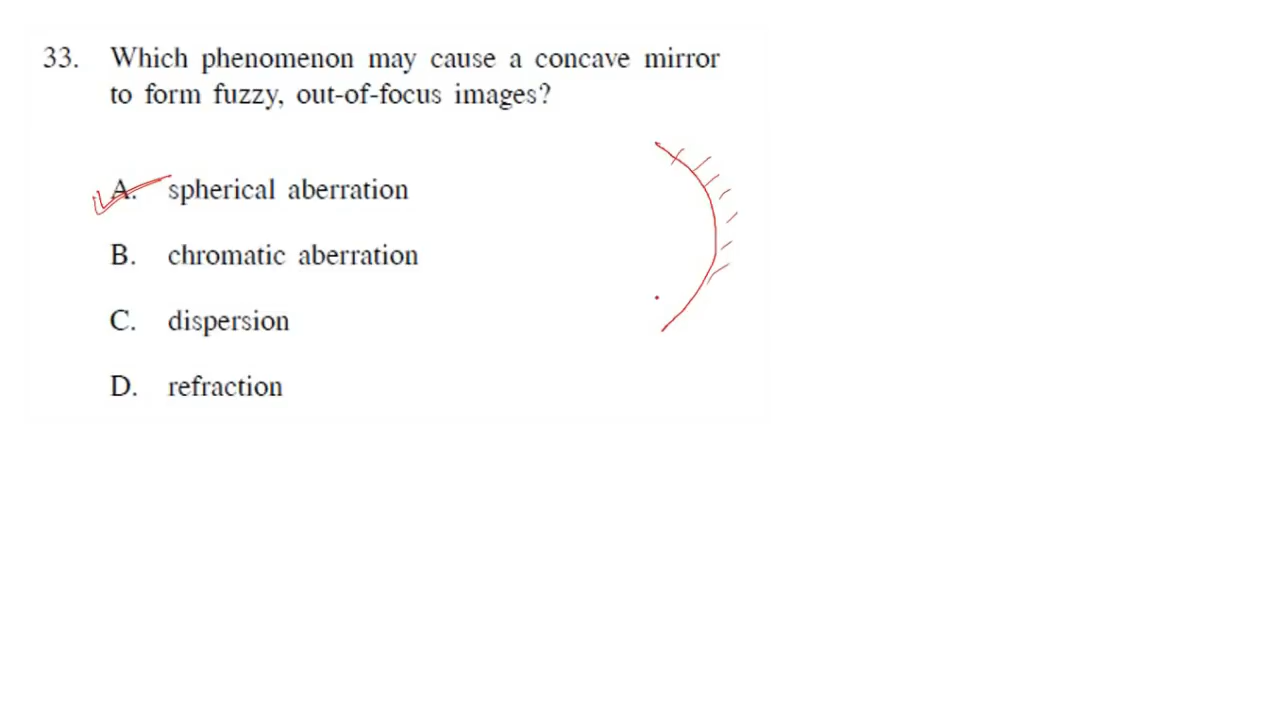 33. Which phenomenon may cause a concave mirror
to form fuzzy, out-of-focus images?
A. spherical aberration
B. chromatic aberration
C. dispersion
D. refraction